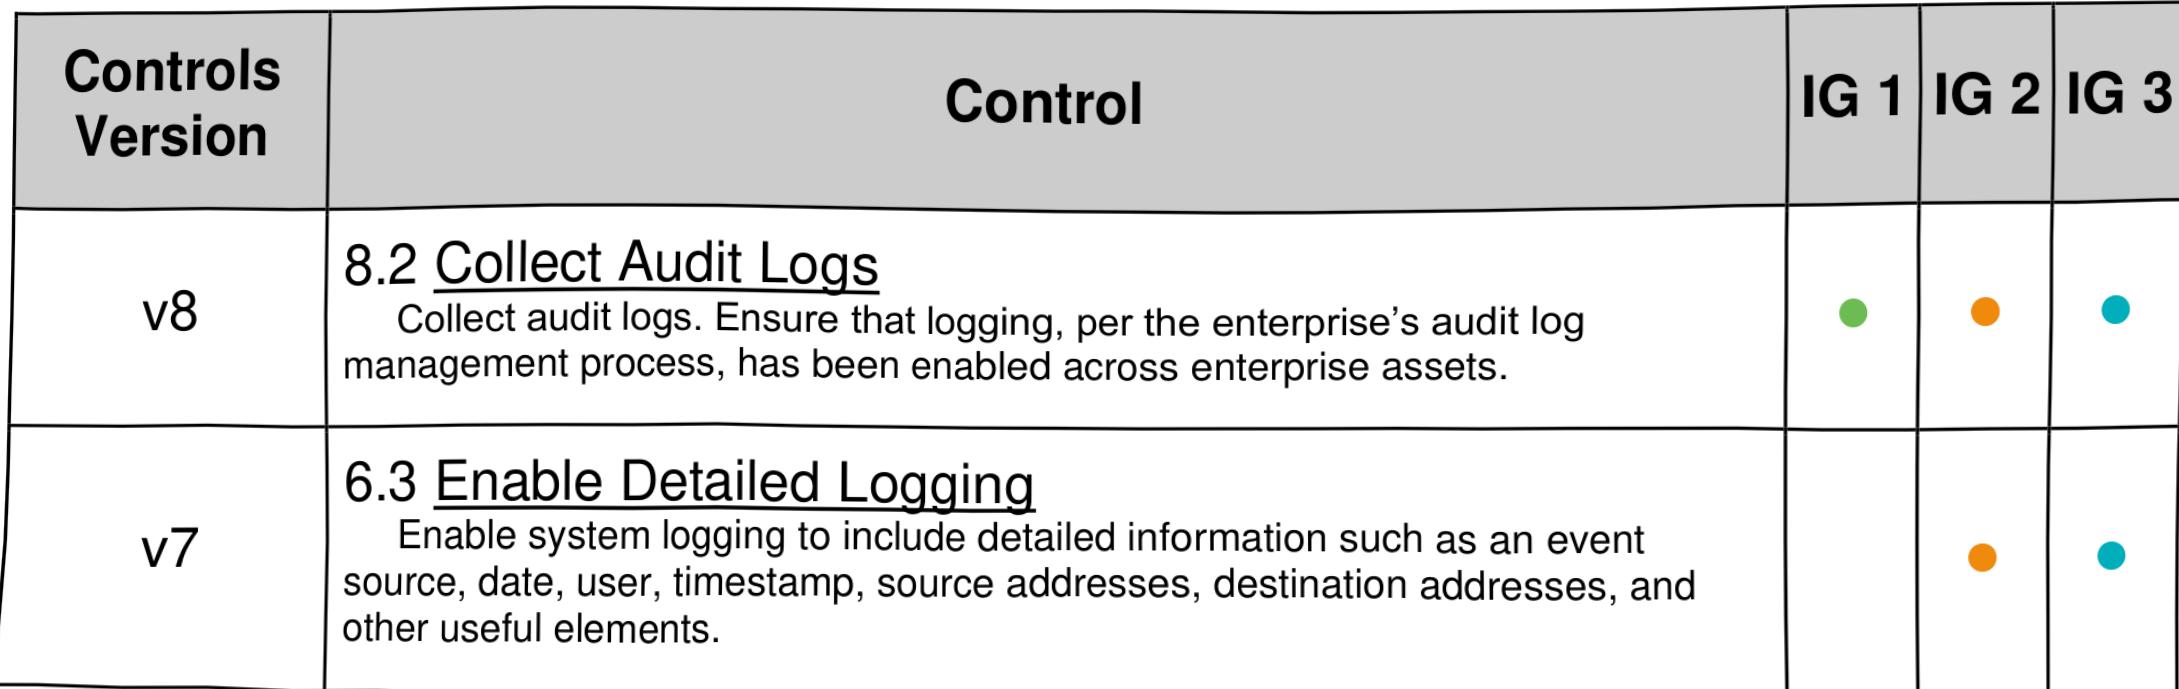 Controls
Version
Control
IG 1
IG 2
IG 3
v8
8.2 Collect Audit Logs
Collect audit logs. Ensure that logging, per the enterprise’s audit log
management process, has been enabled across enterprise assets.
v7
6.3 Enable Detailed Logging
Enable system logging to include detailed information such as an event
source, date, user, timestamp, source addresses, destination addresses, and
other useful elements.